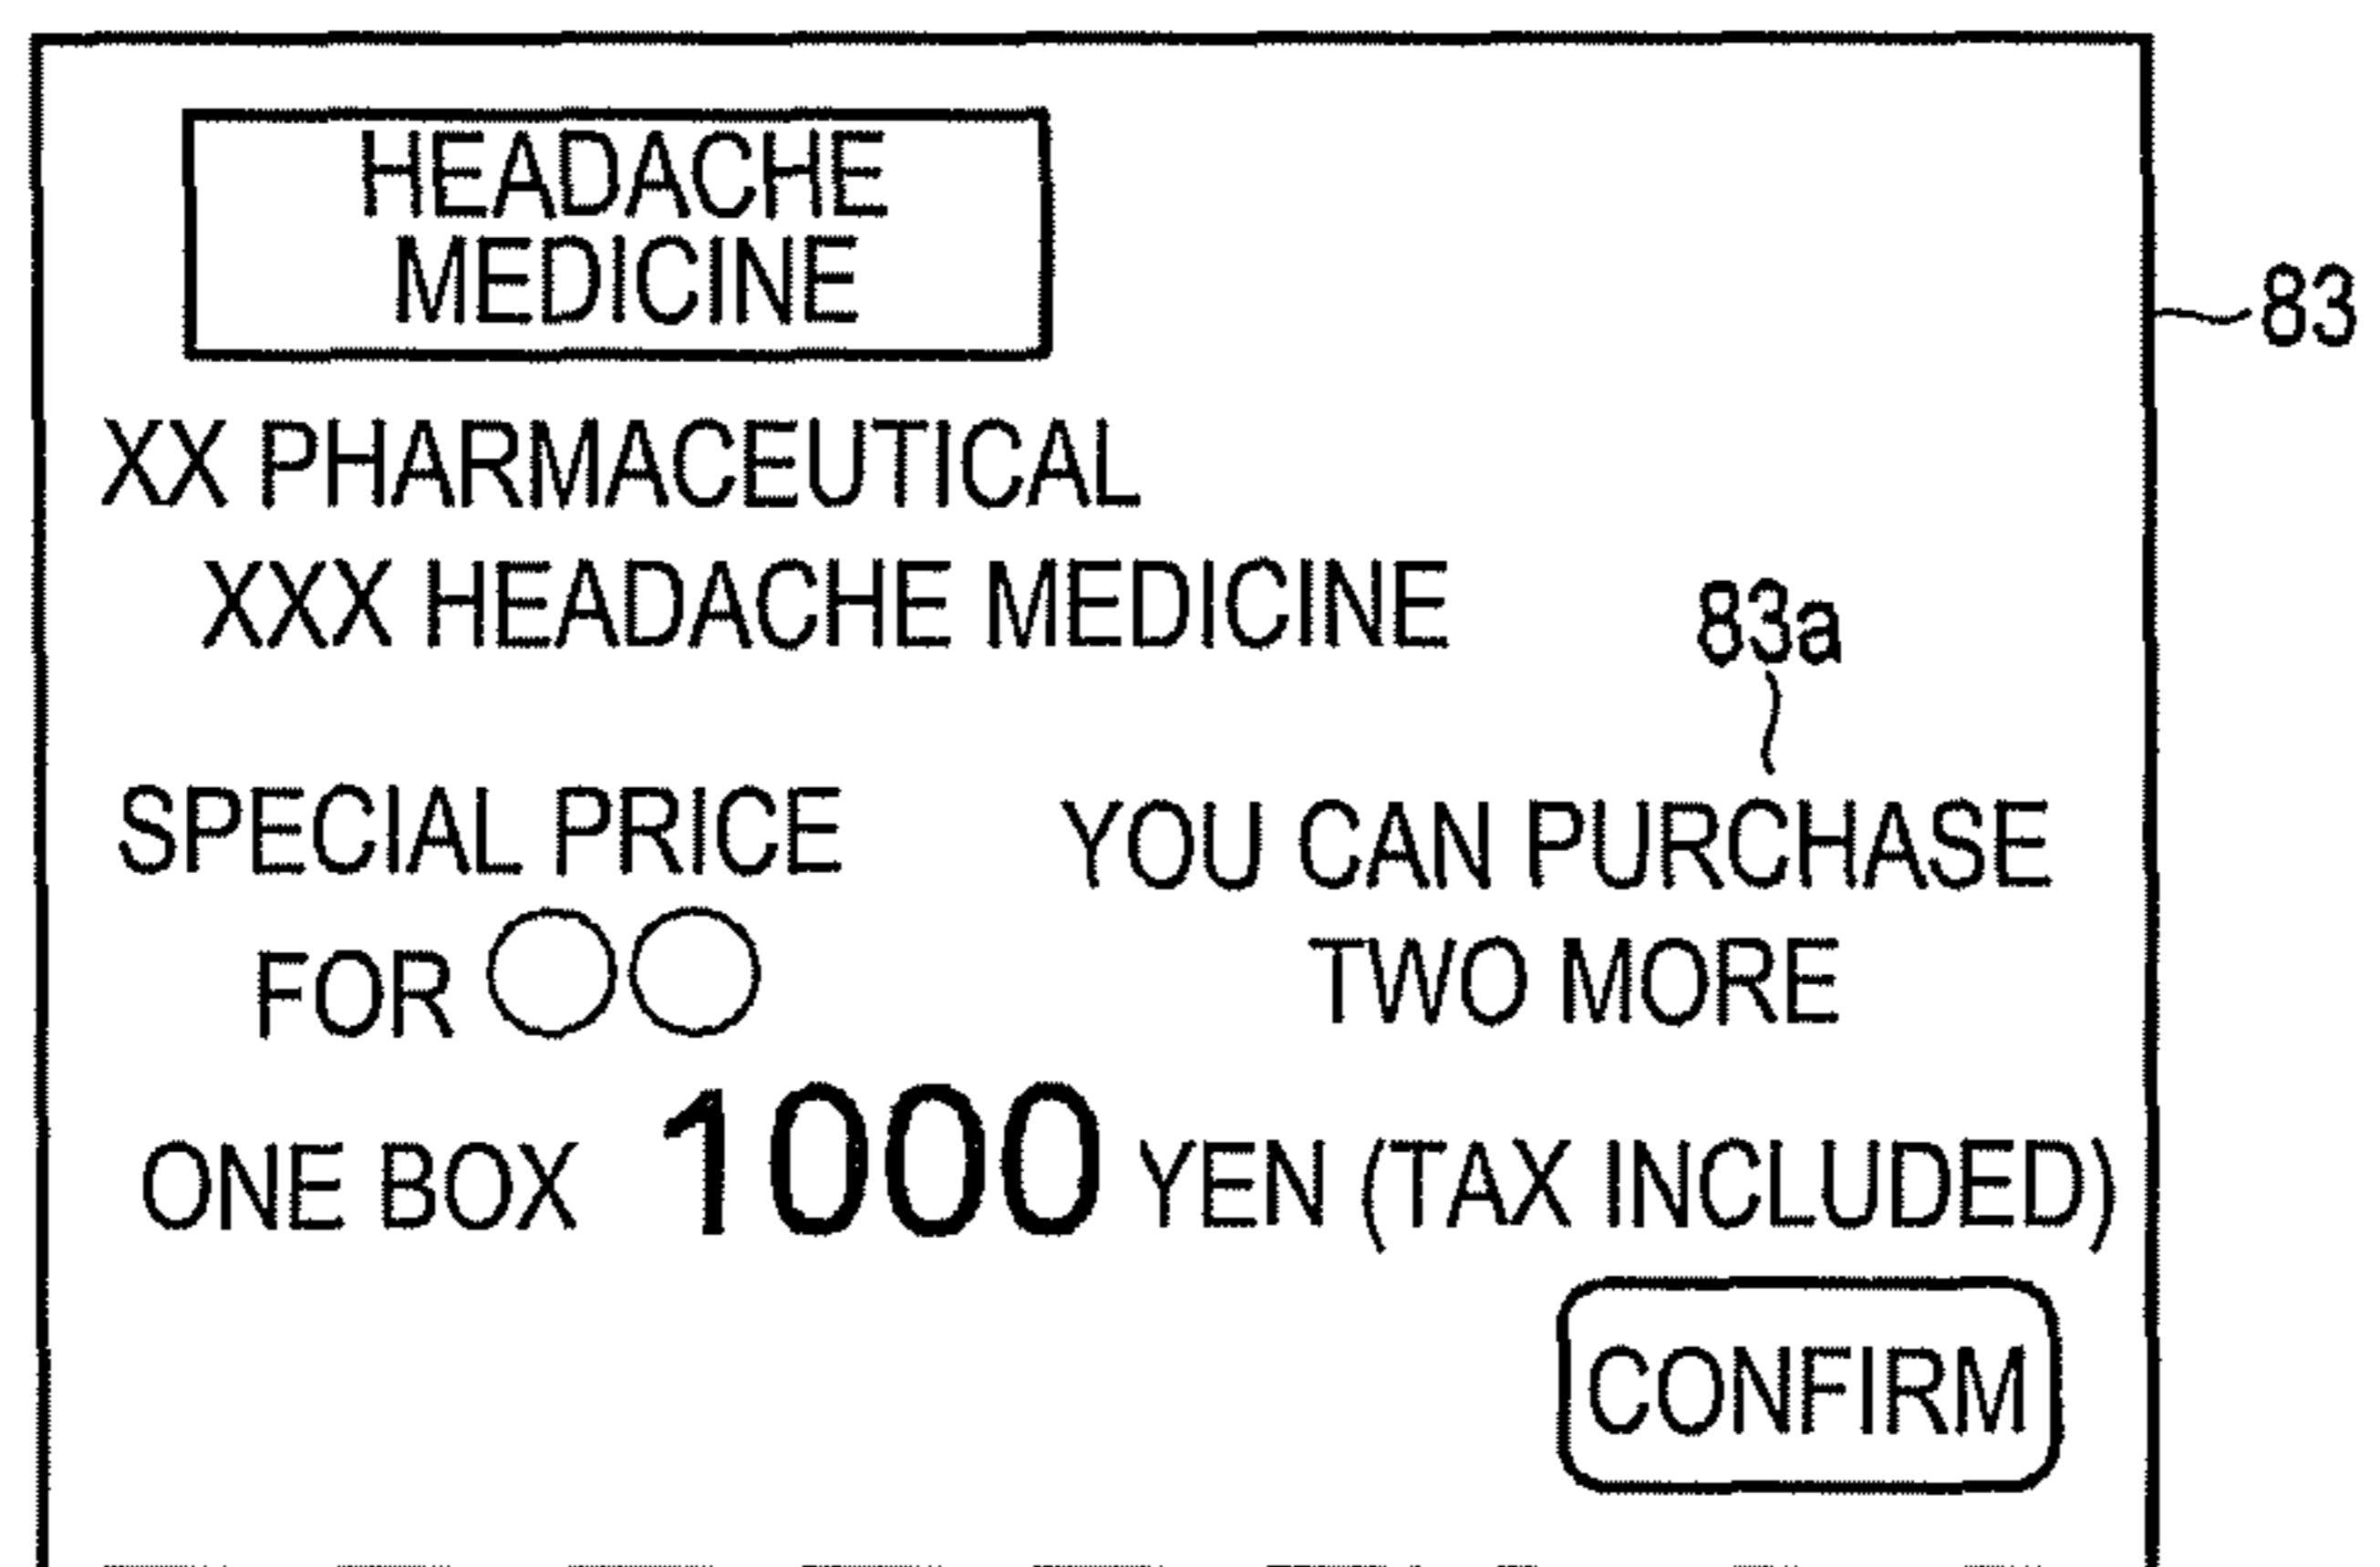 HEADACHE
MEDICINE
83
XX PHARMACEUTICAL
XXX HEADACHE MEDICINE
83a
SPECIAL PRICE
FOR ○○
YOU CAN PURCHASE
TWO MORE
ONE BOX 1000 YEN (TAX INCLUDED)
CONFIRM